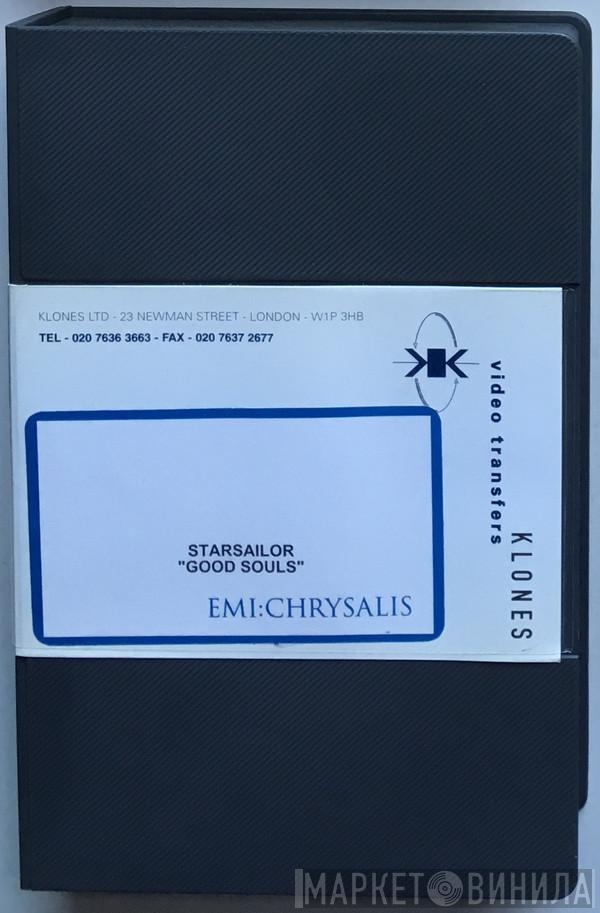 KLONES LTD - 23 NEWMAN STREET - LONDON - W1P 3HB
TEL - 020 7636 3663 - FAX - 020 7637 2677
video transfers
KLONES
STARSAILOR
"GOOD SOULS"
EMI:CHRYSALIS
МАРКЕТ ВИНИЛА